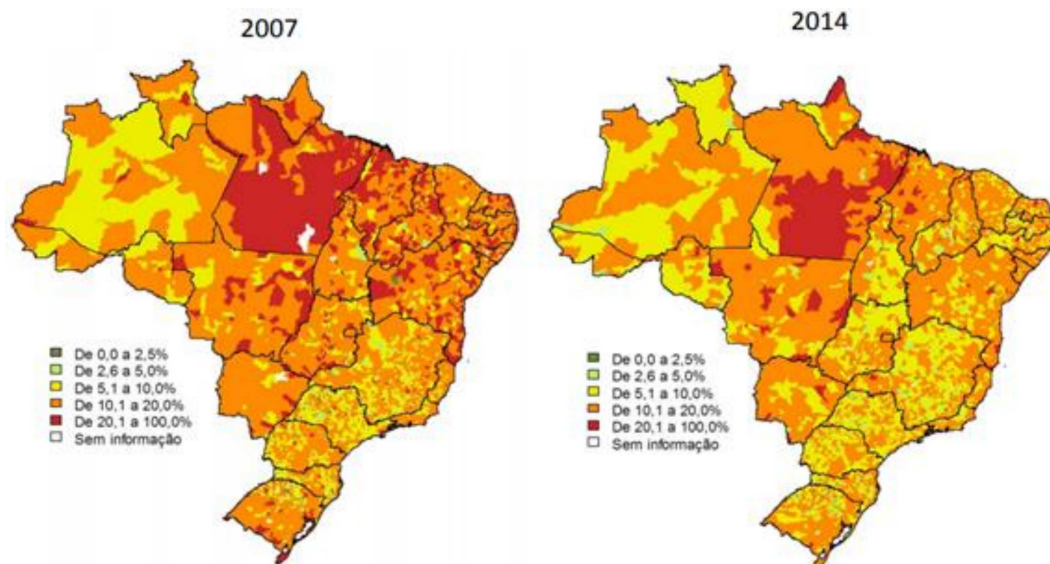 2007
2014
De 0,0 a 2,5%
De 2,6 a 5,0%
De 5,1 a 10,0%
De 10,1 a 20,0%
De 20,1 a 100,0%
Sem informação
De 0,0 a 2,5%
De 2,6 a 5,0%
De 5,1 a 10,0%
De 10,1 a 20,0%
De 20,1 a 100,0%
Sem informação